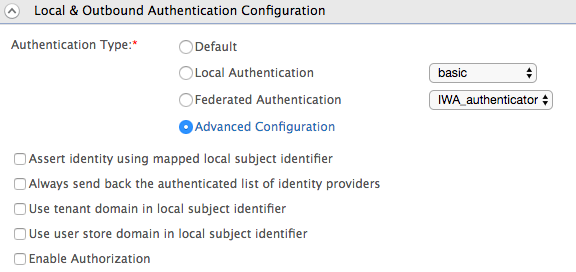 Local & Outbound Authentication Configuration
Authentication Type:*
Default
Local Authentication basic
Federated Authentication IWA_authenticator
Advanced Configuration
Assert identity using mapped local subject identifier
Always send back the authenticated list of identity providers
Use tenant domain in local subject identifier
Use user store domain in local subject identifier
Enable Authorization